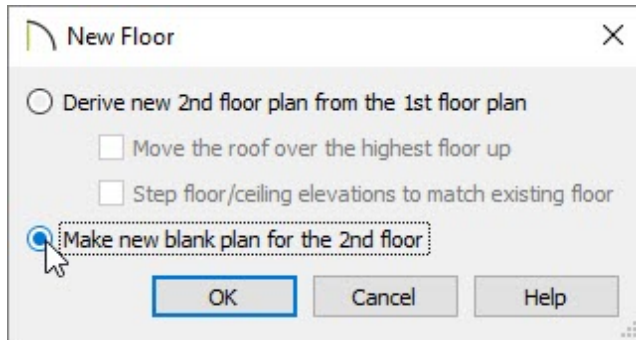 New Floor
Derive new 2nd floor plan from the 1st floor plan
Move the roof over the highest floor up
Step floor/ceiling elevations to match existing floor
Make new blank plan for the 2nd floor
OK Cancel Help